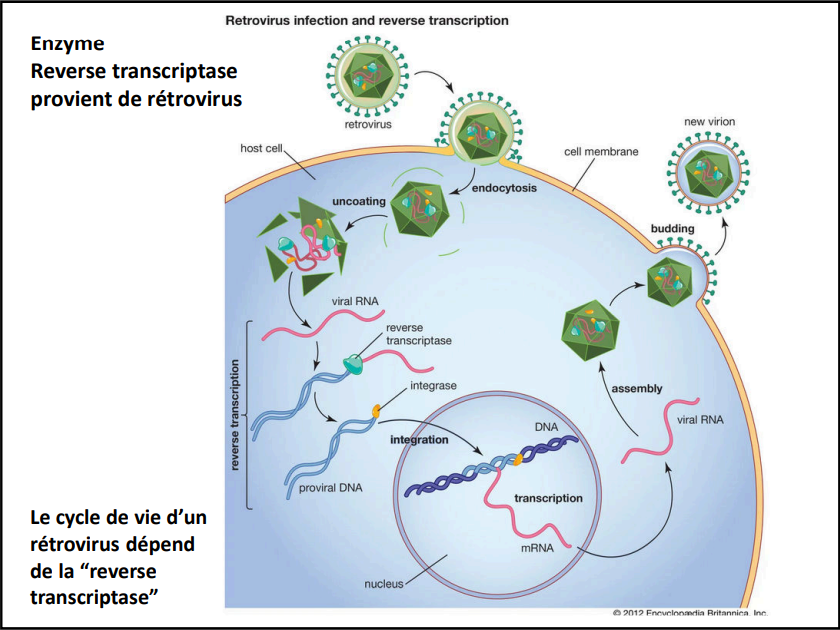 Retrovirus infection and reverse transcription
Enzyme
Reverse transcriptase
provient de rétrovirus
retrovirus
new virion
host cell
cell membrane
endocytosis
uncoating
budding
viral RNA
reverse
transcriptase
integrase
reverse transcription
assembly
viral RNA
DNA
integration
proviral DNA
transcription
mRNA
nucleus
Le cycle de vie d’un
rétrovirus dépend
de la “reverse
transcriptase”
© 2012 Encyclopædia Britannica, Inc.